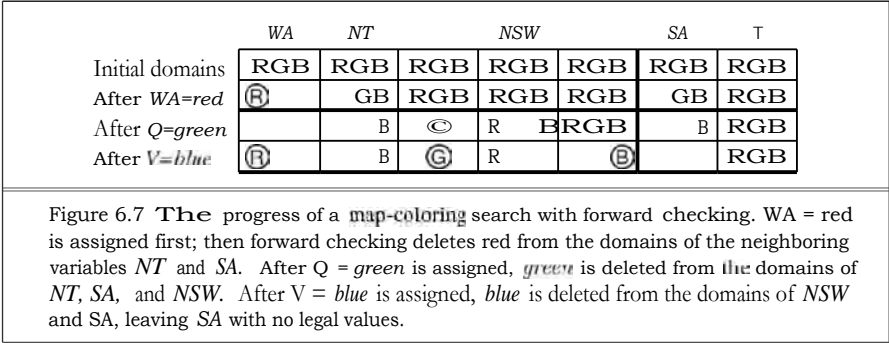 WA NT NSW SA T
Initial domains RGB RGB RGB RGB RGB RGB RGB
After WA=red Ⓡ GB RGB RGB RGB GB RGB
After Q=green B © R BRGB B RGB
After V=blue Ⓡ B Ⓖ R Ⓑ RGB
Figure 6.7 The progress of a map-coloring search with forward checking. WA = red
is assigned first; then forward checking deletes red from the domains of the neighboring
variables NT and SA. After Q = green is assigned, green is deleted from the domains of
NT, SA, and NSW. After V = blue is assigned, blue is deleted from the domains of NSW
and SA, leaving SA with no legal values.